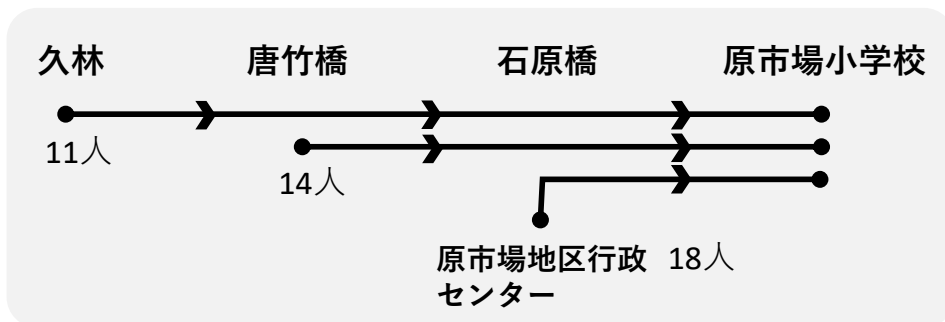 久林 唐竹橋 石原橋 原市場小学校
11人
14人
原市場地区行政 18人
センター